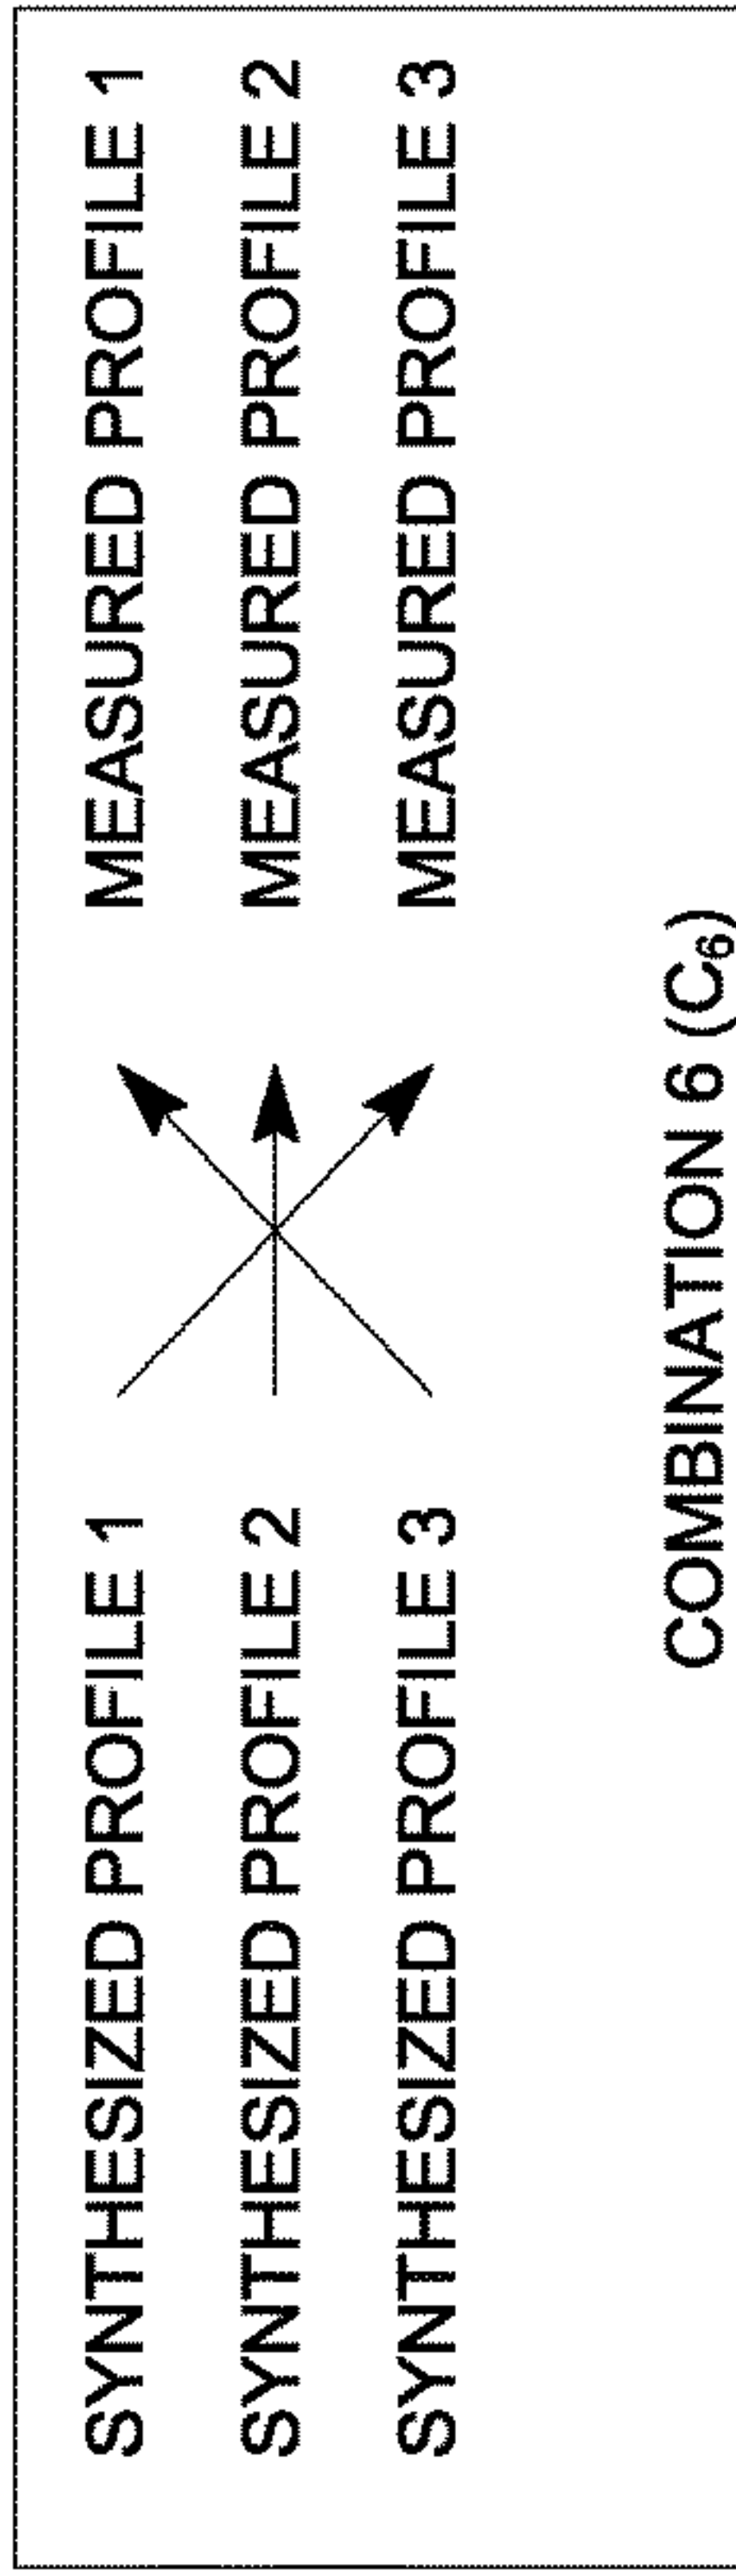 SYNTHESIZED PROFILE 1 MEASURED PROFILE 1
SYNTHESIZED PROFILE 2 MEASURED PROFILE 2
SYNTHESIZED PROFILE 3 MEASURED PROFILE 3
COMBINATION 6 (C₆)